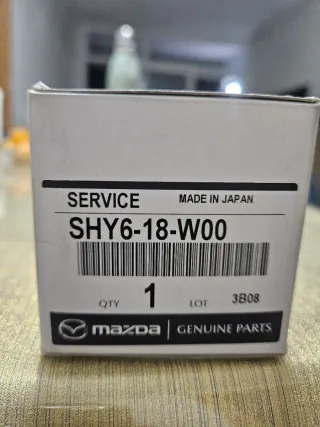 SERVICE MADE IN JAPAN
SHY6-18-W00
QTY 1 LOT 3B08
mazda GENUINE PARTS